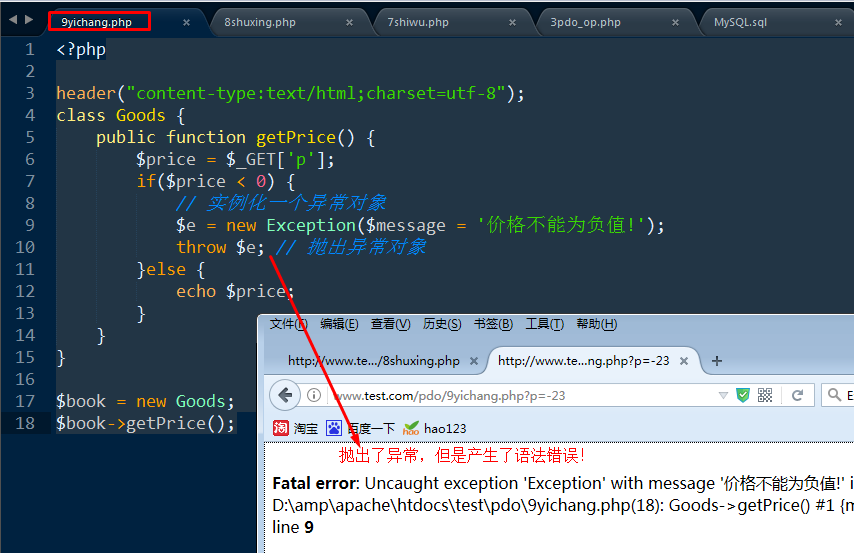 9yichang.php × 8shuxing.php × 7shiwu.php × 3pdo_op.php × MySQL.sql ×
1 <?php
2
3 header("content-type:text/html;charset=utf-8");
4 class Goods {
5     public function getPrice() {
6         $price = $_GET['p'];
7         if($price < 0) {
8             // 实例化一个异常对象
9             $e = new Exception($message = '价格不能为负值!');
10             throw $e; // 抛出异常对象
11         }else {
12             echo $price;
13         }
14     }
15 }
16
17 $book = new Goods;
18 $book->getPrice();
文件(F) 编辑(E) 查看(V) 历史(S) 书签(B) 工具(T) 帮助(H)
http://www.te.../8shuxing.php × http://www.te...ng.php?p=-23 × +
www.test.com/pdo/9yichang.php?p=-23
淘 淘宝 百度一下 hao hao123
抛出了异常，但是产生了语法错误！
Fatal error: Uncaught exception 'Exception' with message '价格不能为负值!' i
D:\amp\apache\htdocs\test\pdo\9yichang.php(18): Goods->getPrice() #1 {m
line 9